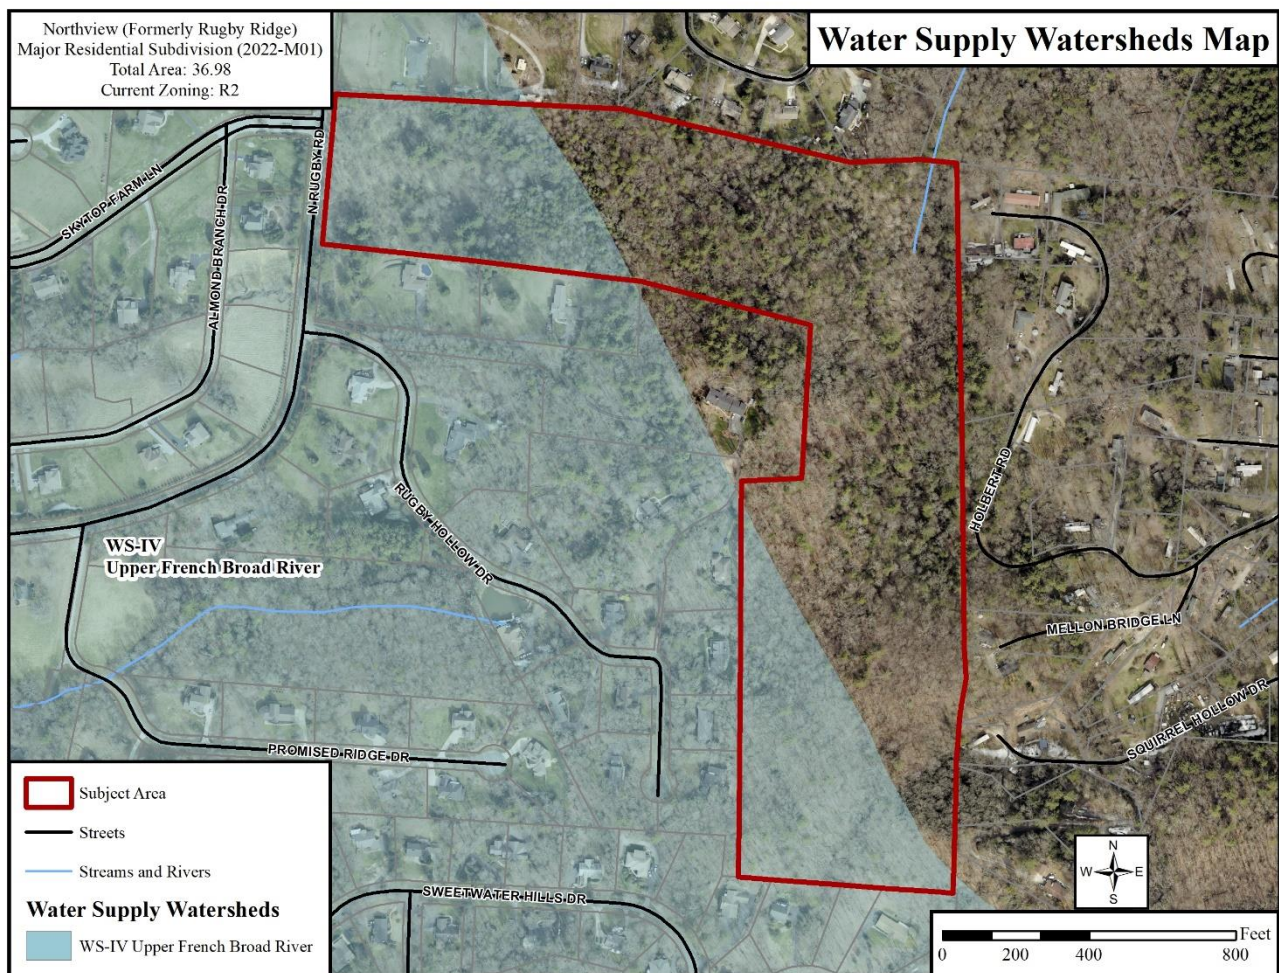 Northview (Formerly Rugby Ridge)
Major Residential Subdivision (2022-M01)
Total Area: 36.98
Current Zoning: R2
Water Supply Watersheds Map
SKYTOP FARM LN
ALMOND BRANCH DR
N RUGBY RD
HOLBERT RD
RUGBY HOLLOW DR
WS-IV
Upper French Broad River
MELLON BRIDGE LN
SQUIRREL HOLLOW DR
PROMISED RIDGE DR
SWEETWATER HILLS DR
Subject Area
Streets
Streams and Rivers
Water Supply Watersheds
WS-IV Upper French Broad River
N
W E
S
Feet
0 200 400 800